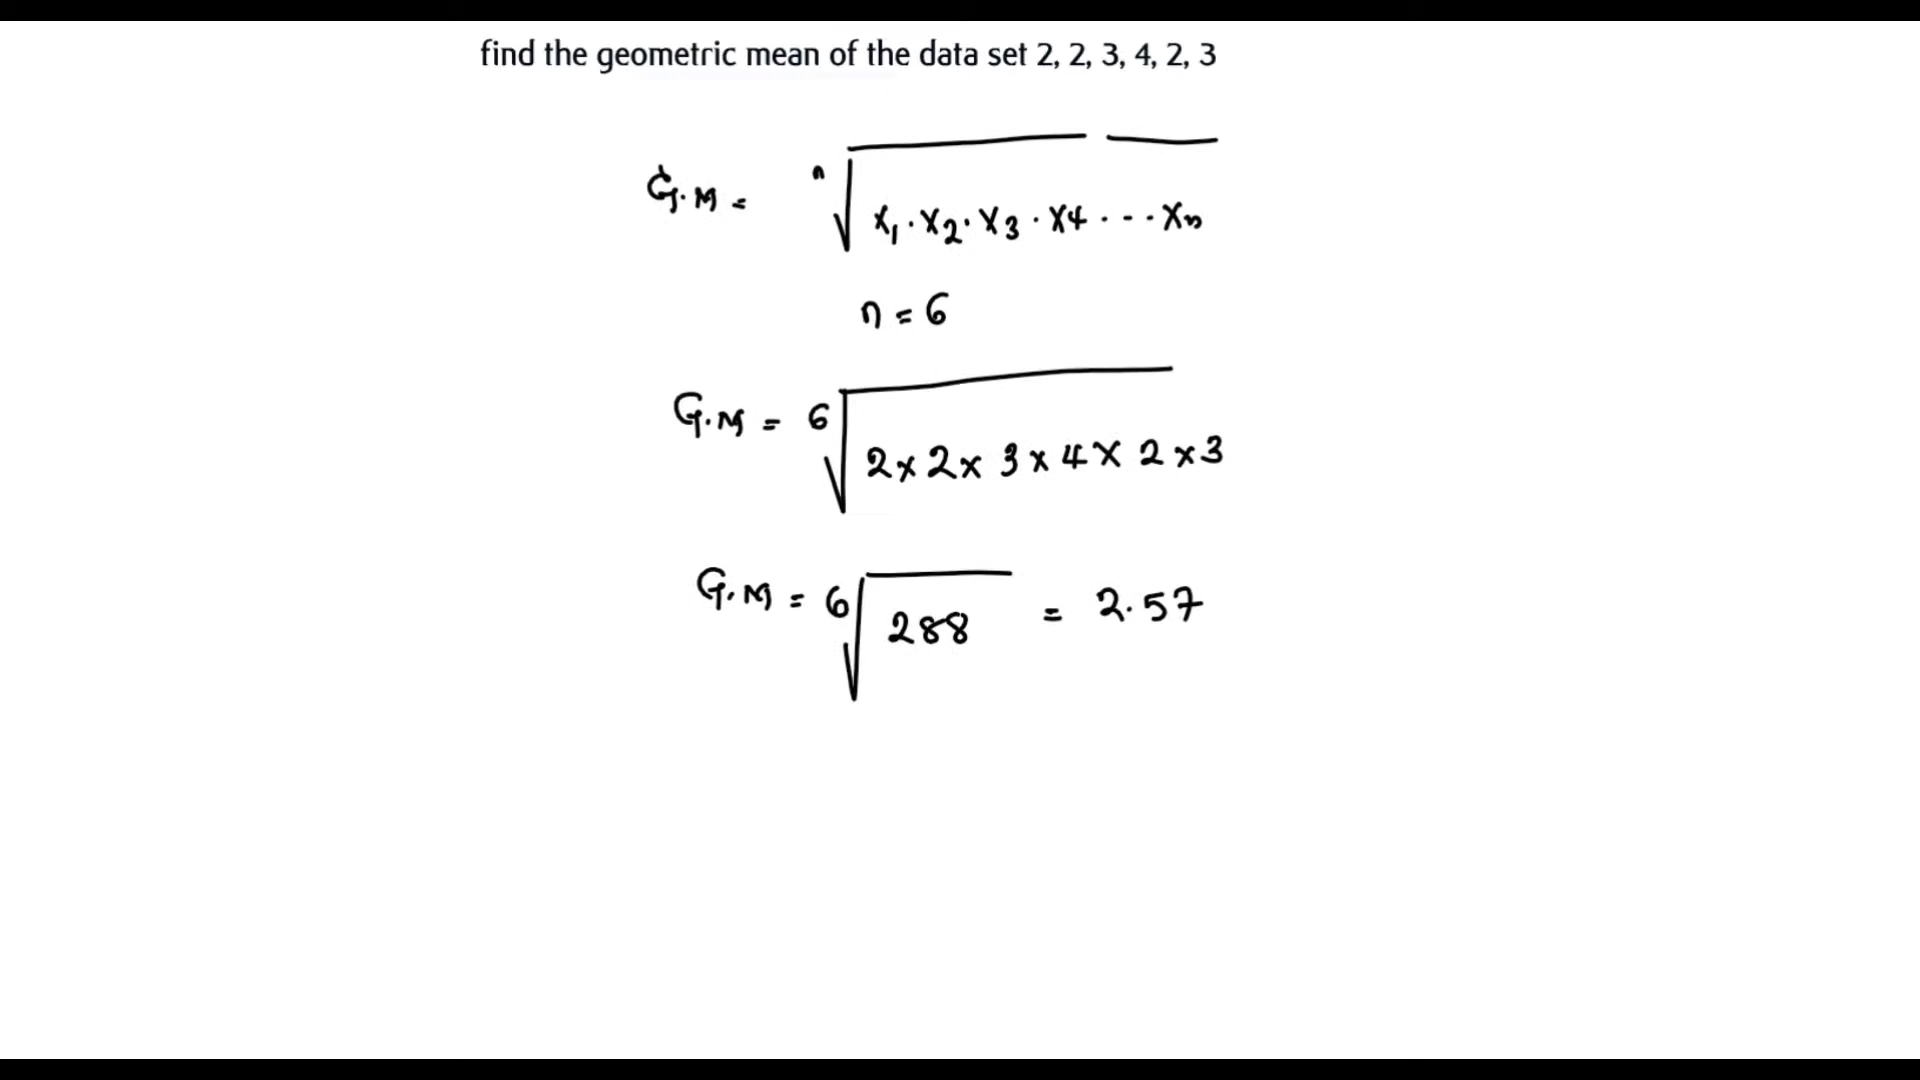 find the geometric mean of the data set 2, 2, 3, 4, 2, 3
G.M = ⁿ√x₁·x₂·x₃·x4···xₙ
n = 6
G.M = ⁶√2×2×3×4×2×3
G.M = ⁶√288 = 2.57